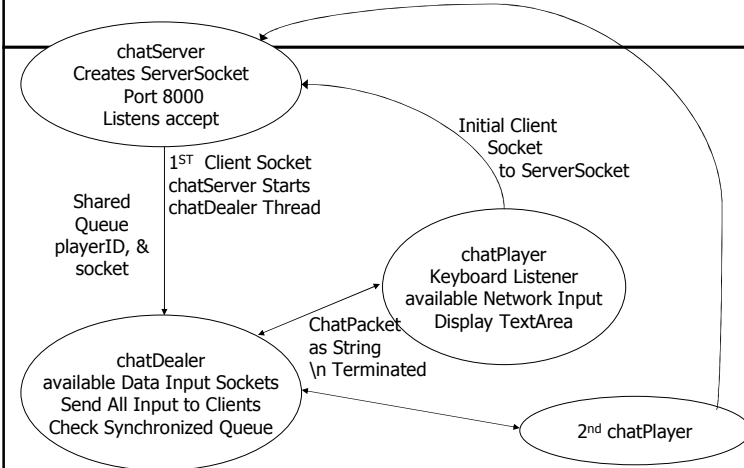 chatServer
Creates ServerSocket
Port 8000
Listens accept
1ST Client Socket
chatServer Starts
chatDealer Thread
Shared
Queue
playerID, &
socket
Initial Client
Socket
to ServerSocket
chatPlayer
Keyboard Listener
available Network Input
Display TextArea
ChatPacket
as String
\n Terminated
chatDealer
available Data Input Sockets
Send All Input to Clients
Check Synchronized Queue
2nd chatPlayer